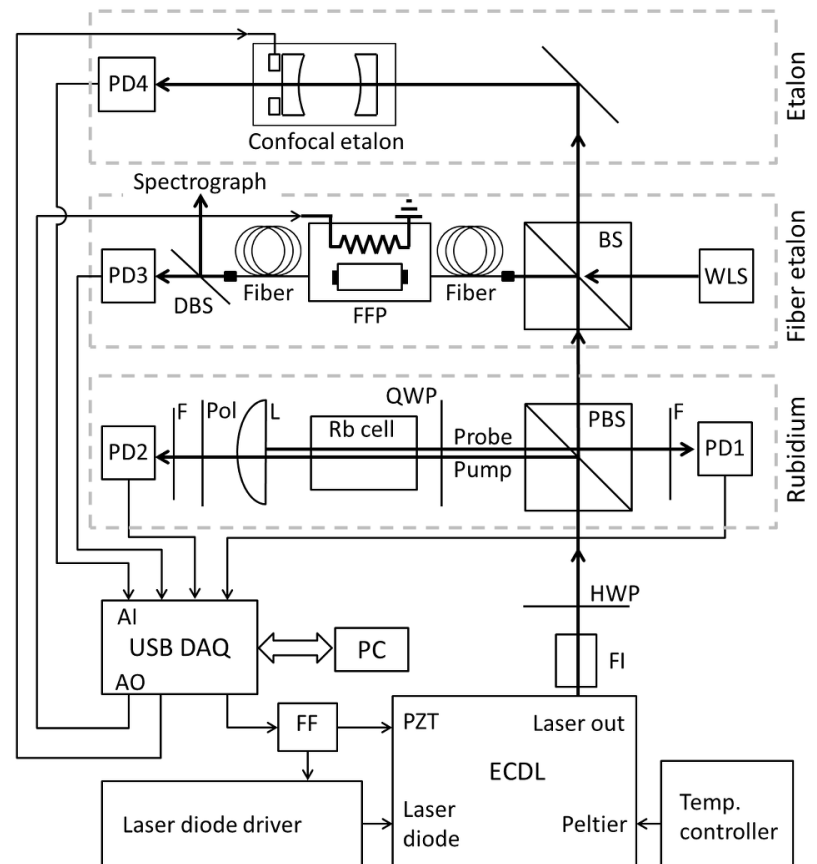 PD4
Confocal etalon
Etalon
Spectrograph
BS
PD3
WLS
DBS
Fiber
FFP
Fiber
Fiber etalon
F
Pol
L
QWP
PBS
F
Rb cell
PD2
Probe
Pump
PD1
Rubidium
HWP
AI
USB DAQ
AO
PC
FI
FF
PZT
Laser out
ECDL
Laser diode driver
Laser
diode
Peltier
Temp.
controller